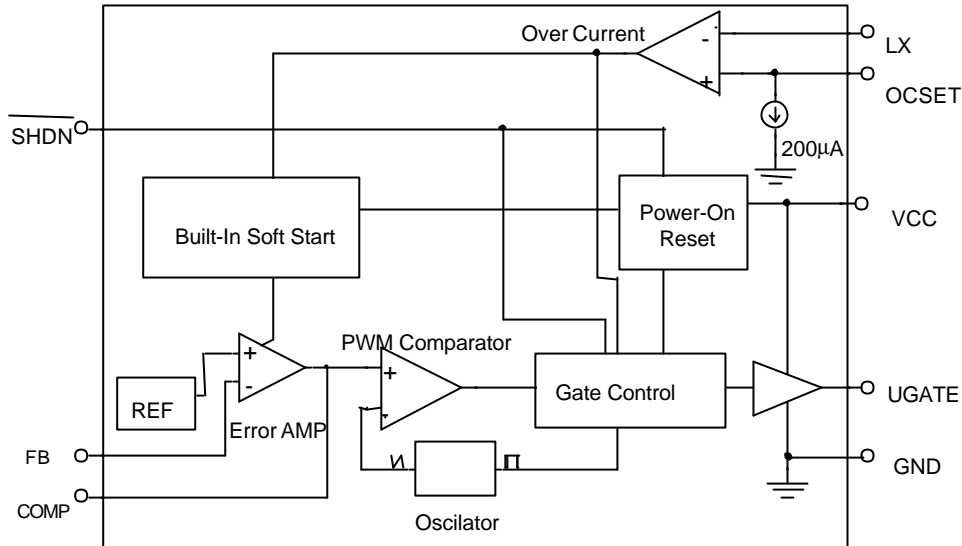 Over Current
-
LX
+
OCSET
SHDN
200µA
Built-In Soft Start
Power-On
Reset
VCC
PWM Comparator
+
-
REF
Error AMP
+
-
Gate Control
UGATE
FB
GND
COMP
Oscilator